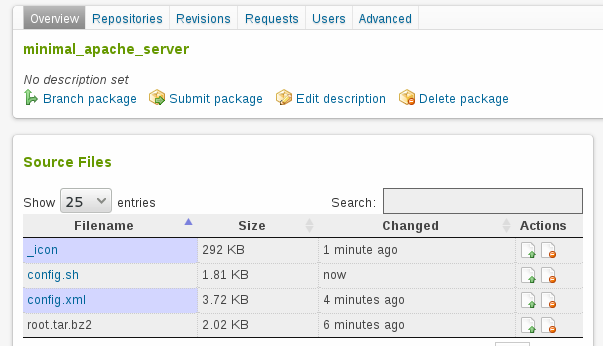 Overview Repositories Revisions Requests Users Advanced
minimal_apache_server
No description set
Branch package Submit package Edit description Delete package
Source Files
Show 25 entries Search:
Filename Size Changed Actions
_icon 292 KB 1 minute ago
config.sh 1.81 KB now
config.xml 3.72 KB 4 minutes ago
root.tar.bz2 2.02 KB 6 minutes ago